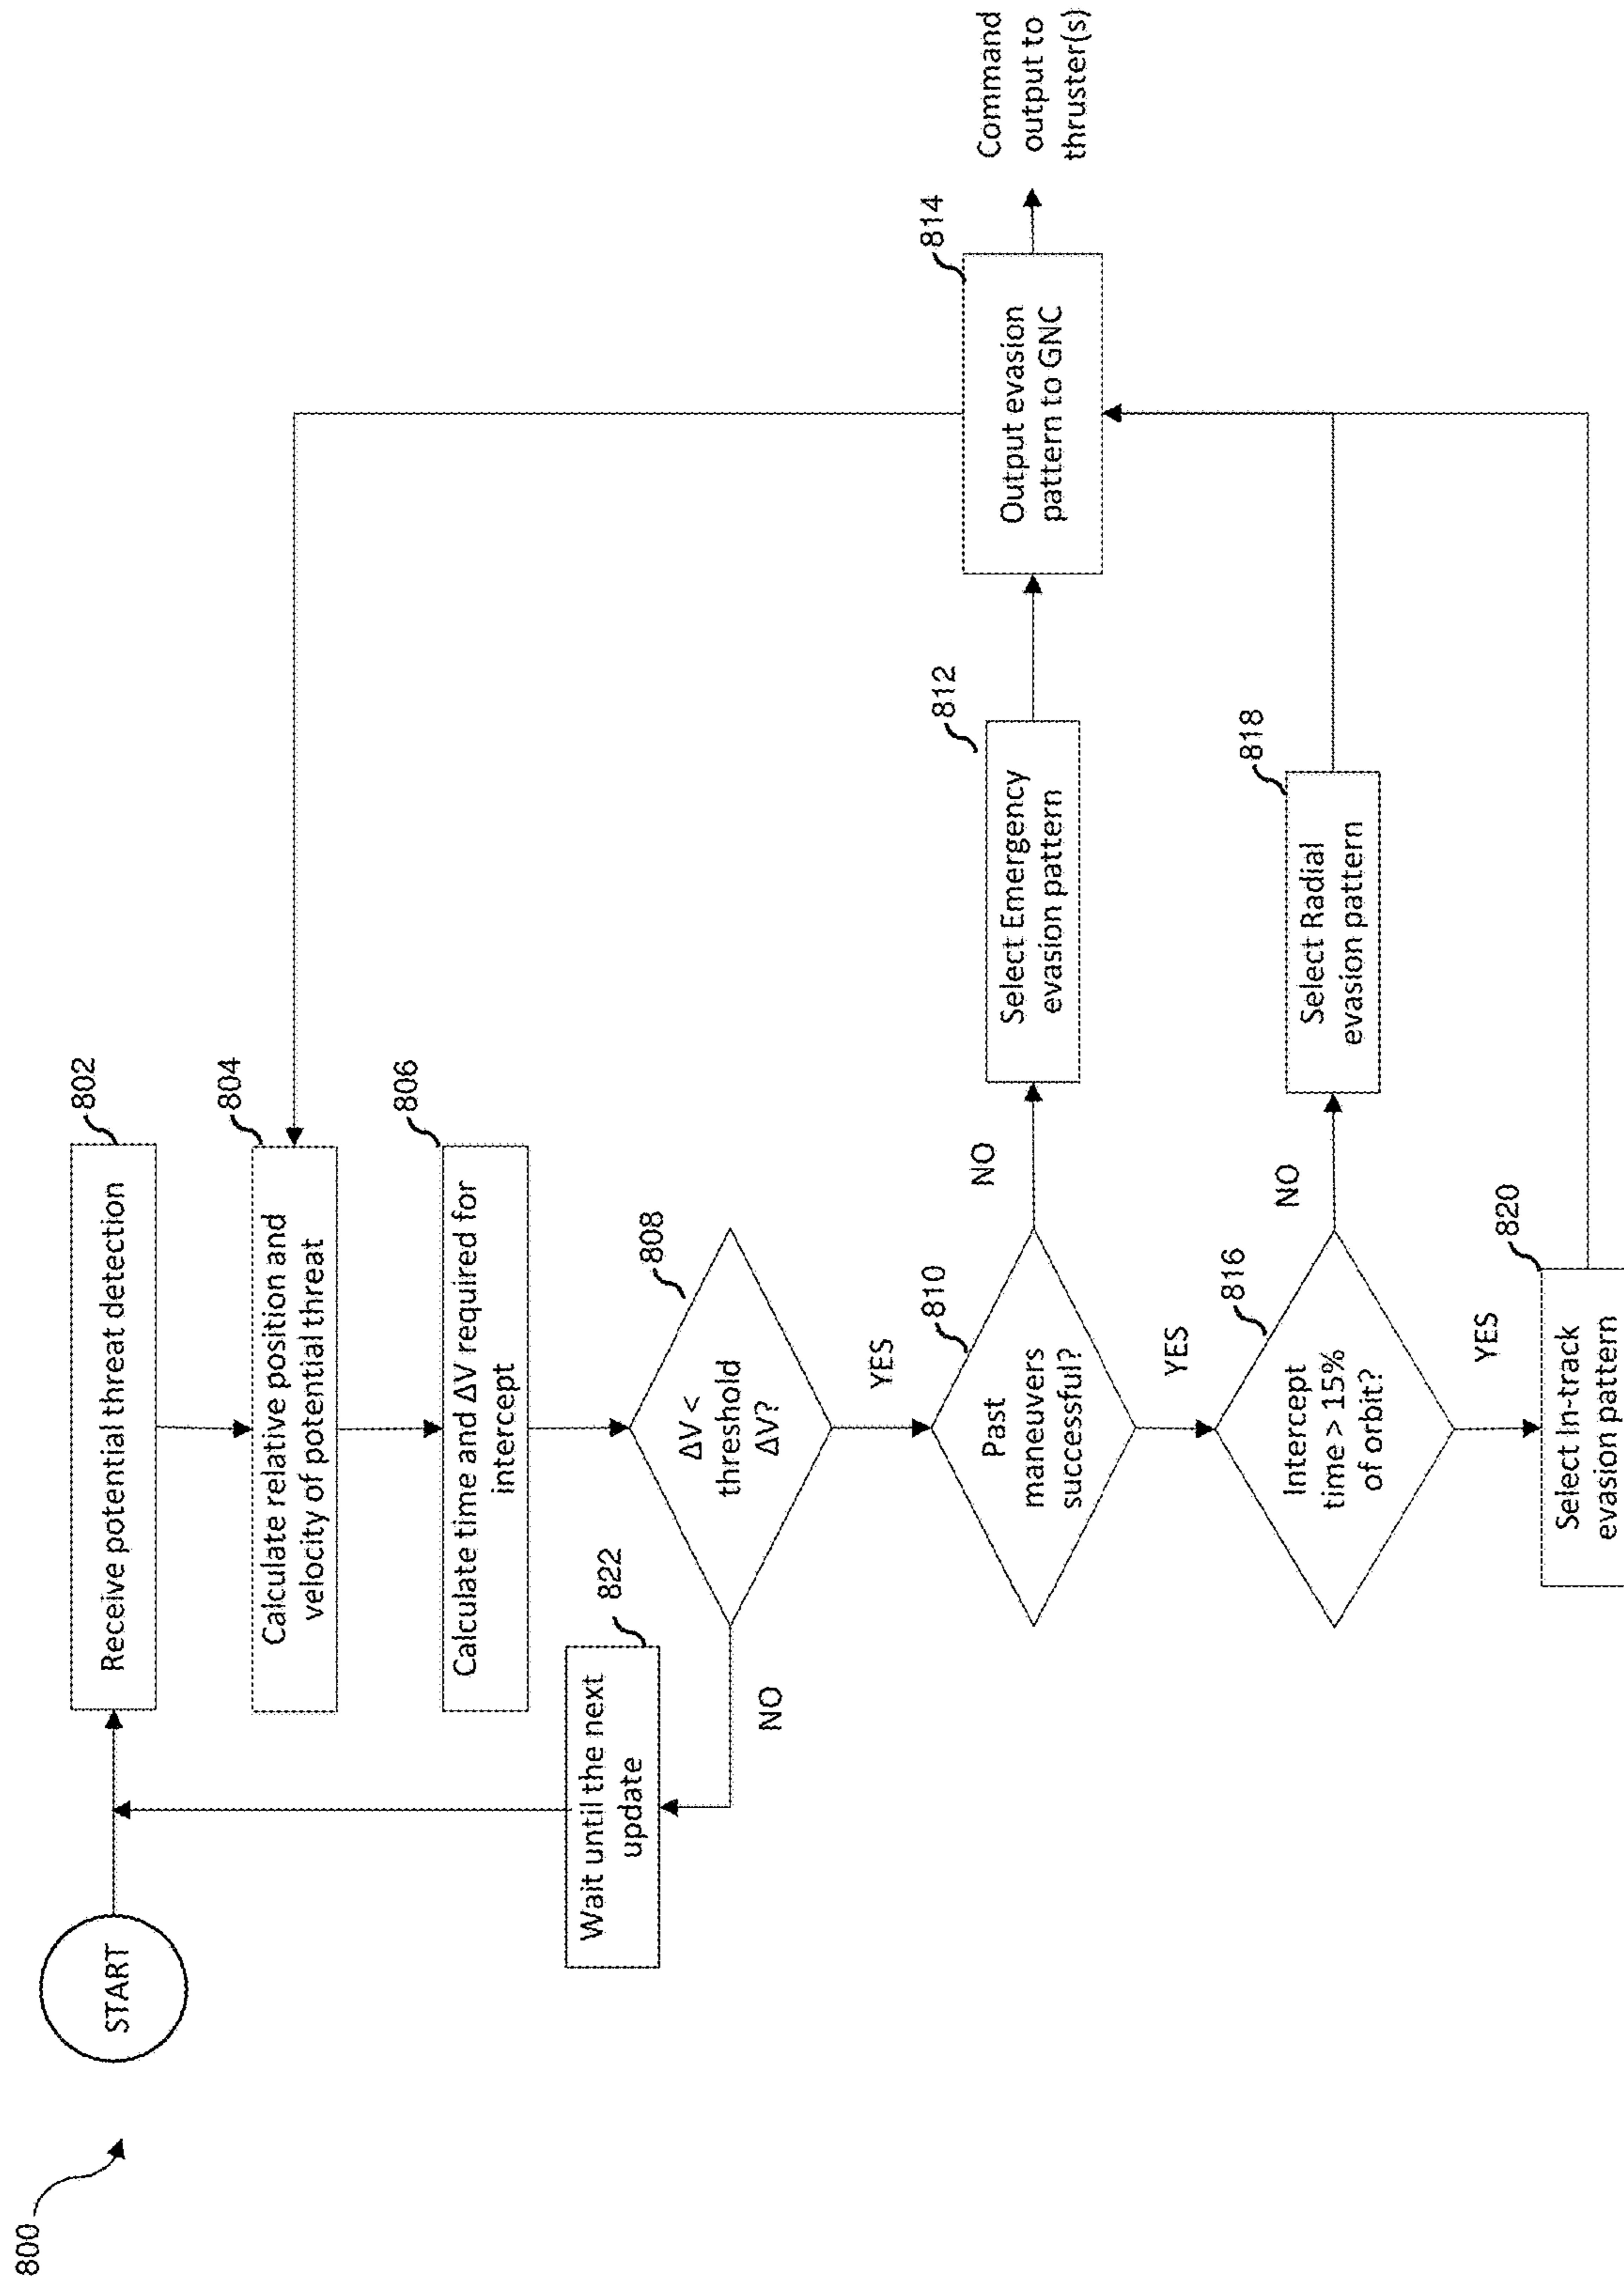 800
START
802
Receive potential threat detection
804
Calculate relative position and
velocity of potential threat
806
Calculate time and ΔV required for
intercept
808
ΔV <
threshold
ΔV?
NO
822
Wait until the next
update
YES
810
Past
maneuvers
successful?
NO
812
Select Emergency
evasion pattern
814
Output evasion
pattern to GNC
Command
output to
thruster(s)
YES
816
Intercept
time > 15%
of orbit?
NO
818
Select Radial
evasion pattern
YES
820
Select In-track
evasion pattern